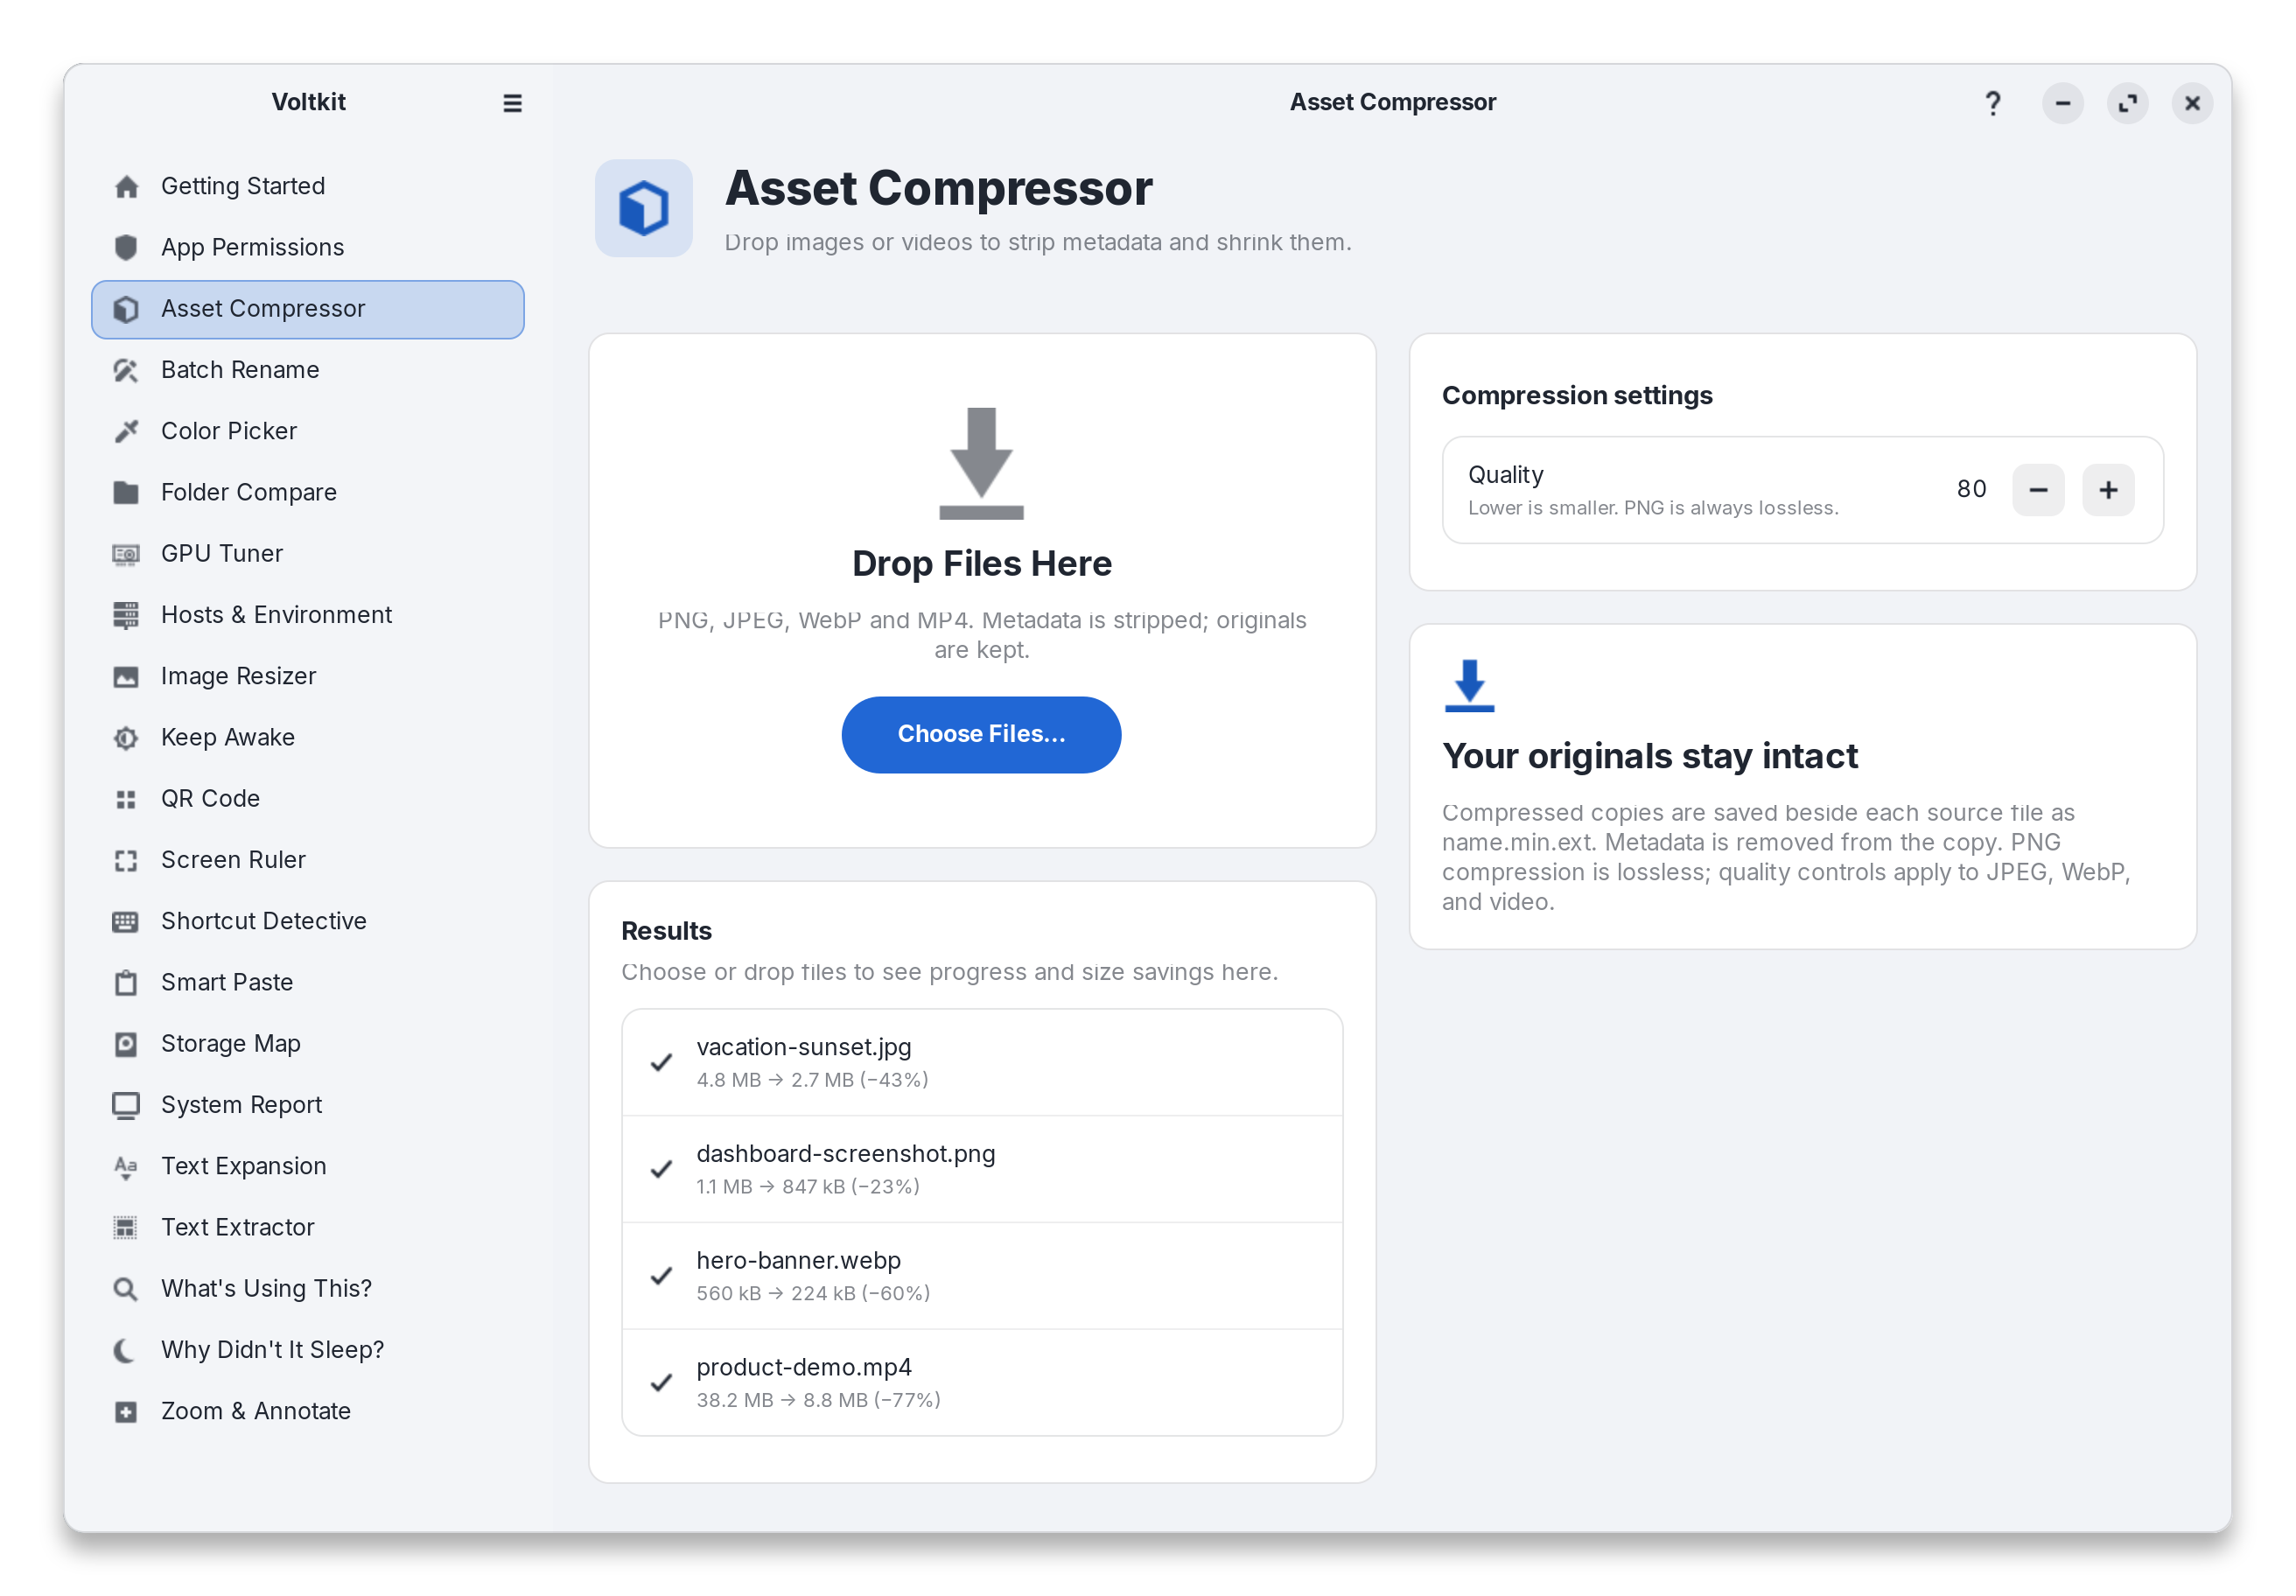 Voltkit
Asset Compressor
?
Getting Started
App Permissions
Asset Compressor
Batch Rename
Color Picker
Folder Compare
GPU Tuner
Hosts & Environment
Image Resizer
Keep Awake
QR Code
Screen Ruler
Shortcut Detective
Smart Paste
Storage Map
System Report
Text Expansion
Text Extractor
What's Using This?
Why Didn't It Sleep?
Zoom & Annotate
Asset Compressor
Drop images or videos to strip metadata and shrink them.
Drop Files Here
PNG, JPEG, WebP and MP4. Metadata is stripped; originals
are kept.
Choose Files...
Results
Choose or drop files to see progress and size savings here.
vacation-sunset.jpg
4.8 MB → 2.7 MB (−43%)
dashboard-screenshot.png
1.1 MB → 847 kB (−23%)
hero-banner.webp
560 kB → 224 kB (−60%)
product-demo.mp4
38.2 MB → 8.8 MB (−77%)
Compression settings
Quality
Lower is smaller. PNG is always lossless.
80
Your originals stay intact
Compressed copies are saved beside each source file as
name.min.ext. Metadata is removed from the copy. PNG
compression is lossless; quality controls apply to JPEG, WebP,
and video.